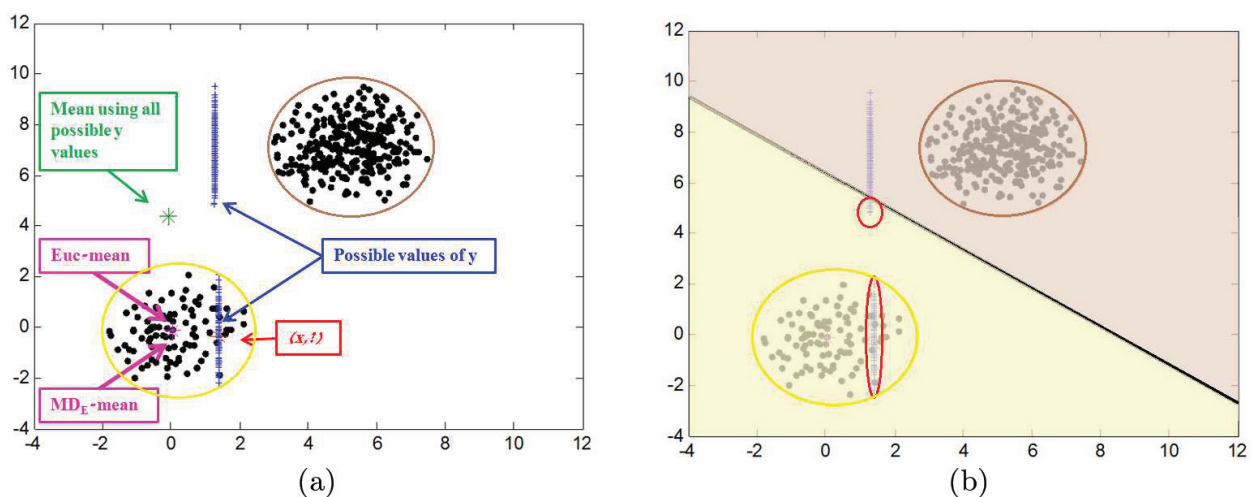 12
10
8
6
4
2
0
-2
-4
-4 -2 0 2 4 6 8 10 12
Mean using all
possible y
values
Euc-mean
MDE-mean
Possible values of y
(x,?)
(a)
12
10
8
6
4
2
0
-2
-4
-4 -2 0 2 4 6 8 10 12
(b)